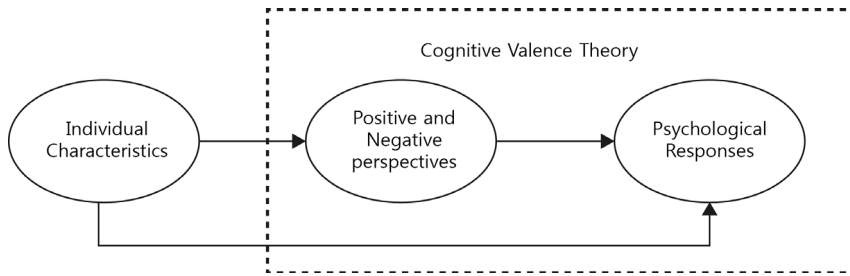 Cognitive Valence Theory
Individual
Characteristics
Positive and
Negative
perspectives
Psychological
Responses